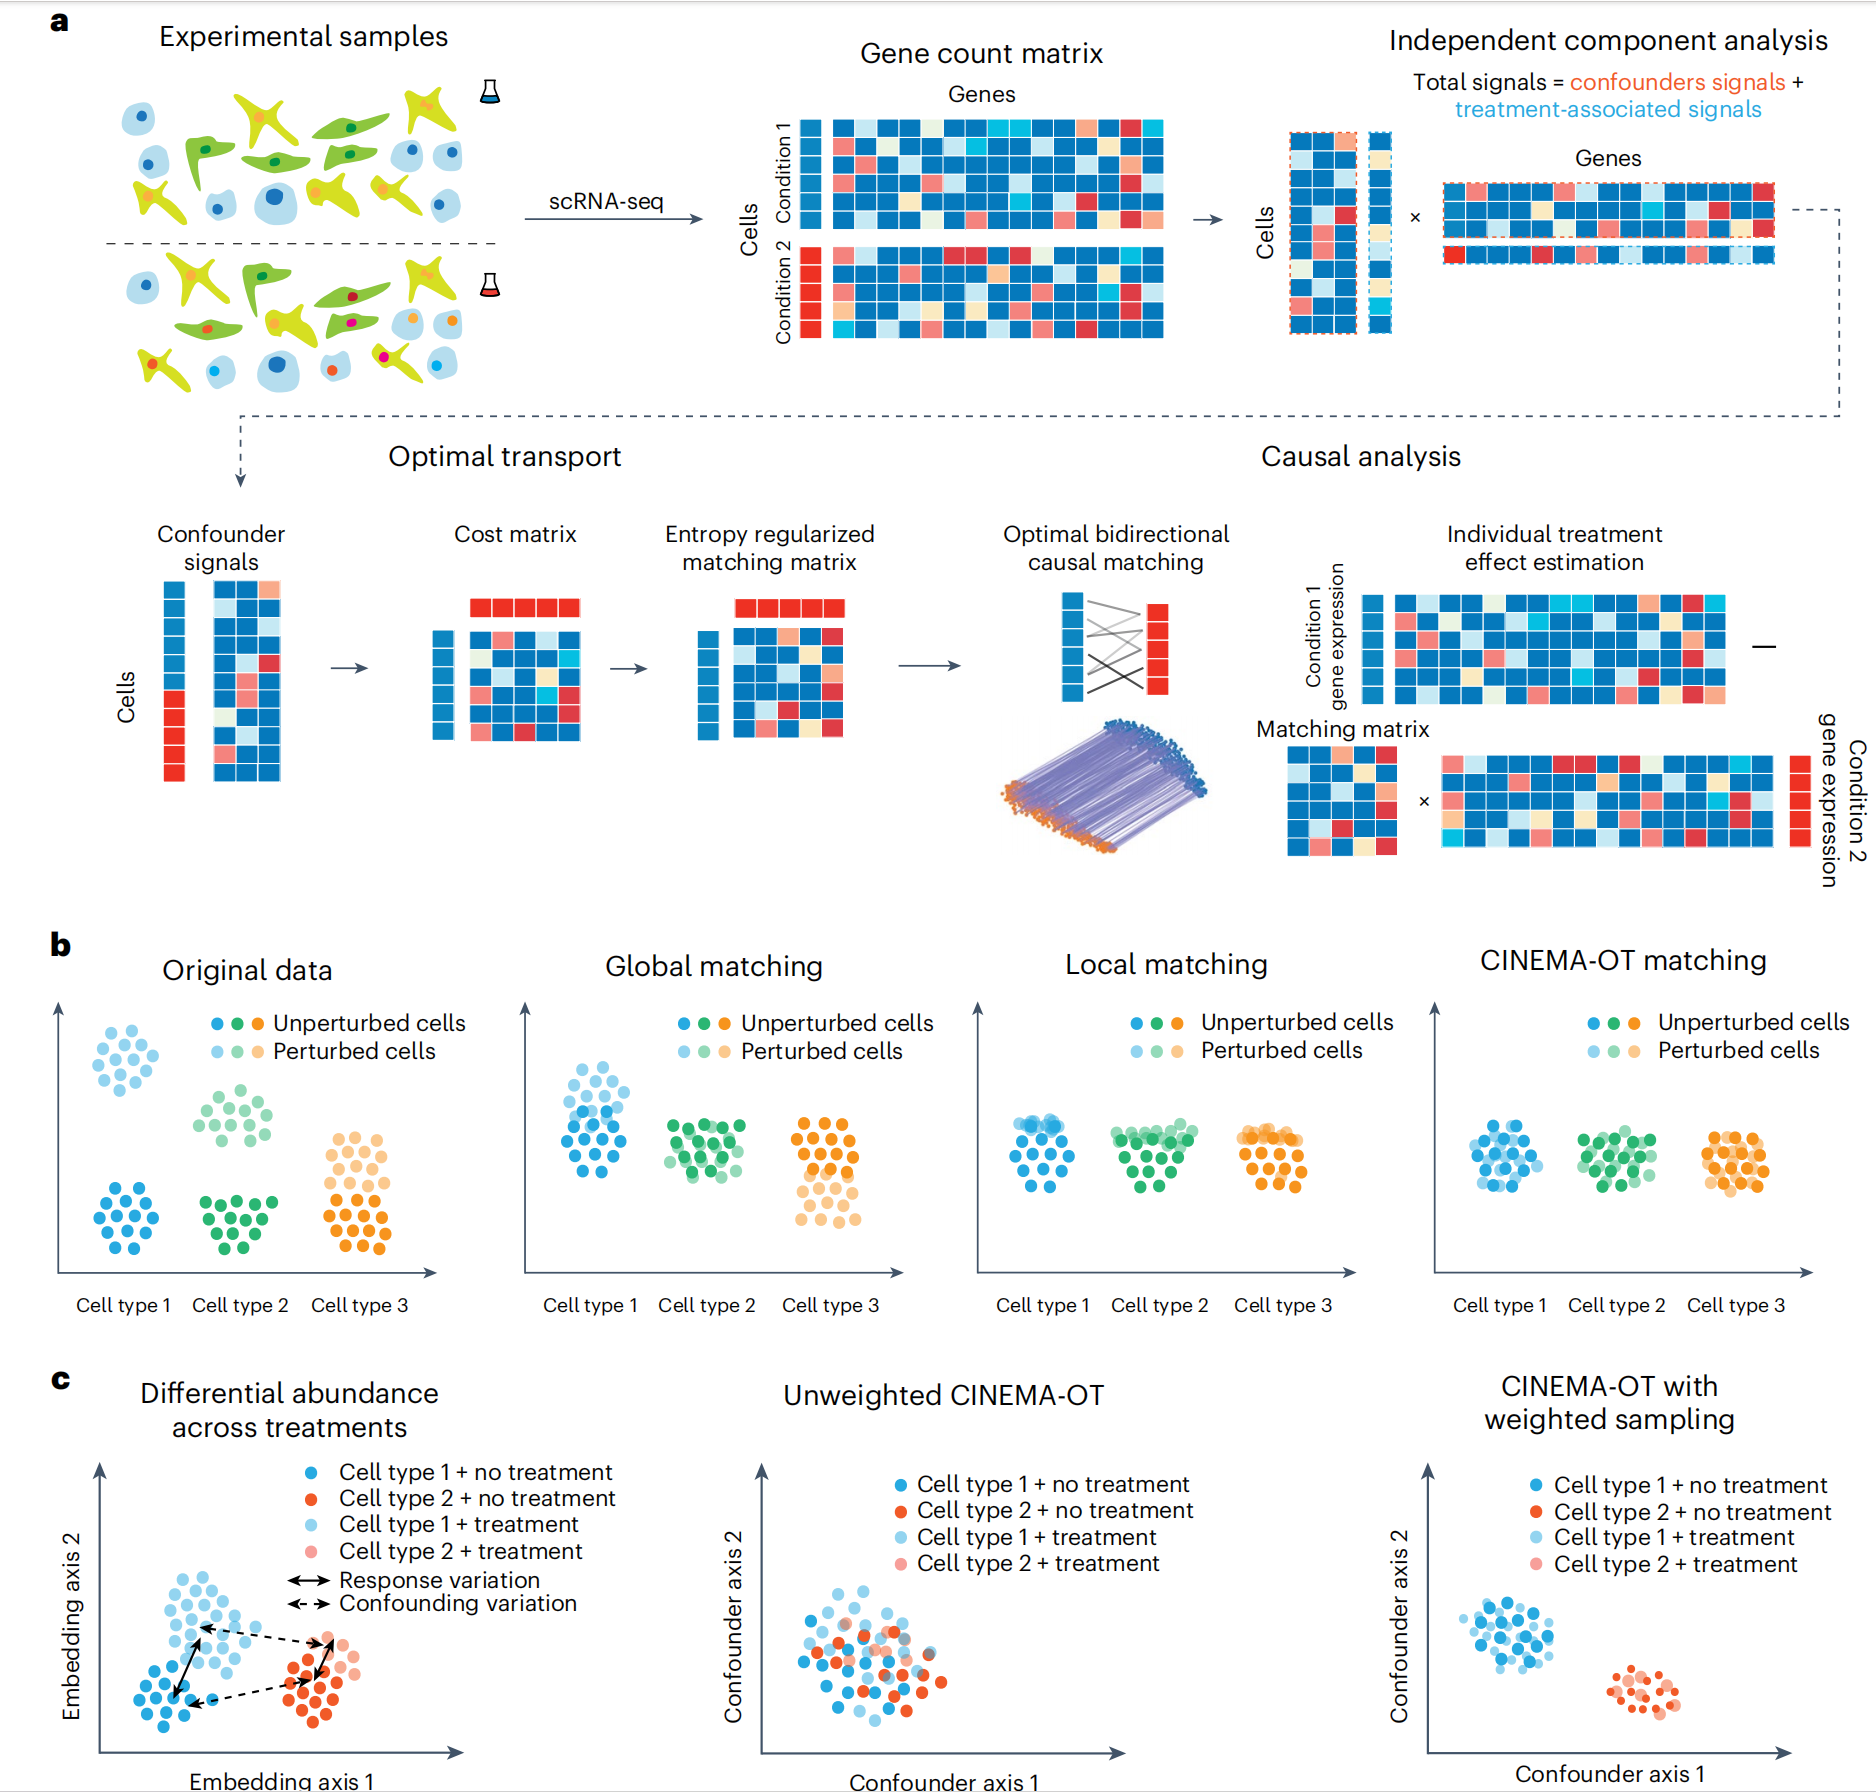 a
Experimental samples
scRNA-seq
Gene count matrix
Genes
Cells
Condition 1
Condition 2
Independent component analysis
Total signals = confounders signals +
treatment-associated signals
Genes
Cells
×
Optimal transport
Causal analysis
Confounder
signals
Cells
Cost matrix
Entropy regularized
matching matrix
Optimal bidirectional
causal matching
Individual treatment
effect estimation
Condition 1
gene expression
—
Matching matrix
×
Condition 2
gene expression
b
Original data
Unperturbed cells
Perturbed cells
Cell type 1 Cell type 2 Cell type 3
Global matching
Unperturbed cells
Perturbed cells
Cell type 1 Cell type 2 Cell type 3
Local matching
Unperturbed cells
Perturbed cells
Cell type 1 Cell type 2 Cell type 3
CINEMA-OT matching
Unperturbed cells
Perturbed cells
Cell type 1 Cell type 2 Cell type 3
c
Differential abundance
across treatments
Cell type 1 + no treatment
Cell type 2 + no treatment
Cell type 1 + treatment
Cell type 2 + treatment
Response variation
Confounding variation
Embedding axis 2
Embedding axis 1
Unweighted CINEMA-OT
Cell type 1 + no treatment
Cell type 2 + no treatment
Cell type 1 + treatment
Cell type 2 + treatment
Confounder axis 2
Confounder axis 1
CINEMA-OT with
weighted sampling
Cell type 1 + no treatment
Cell type 2 + no treatment
Cell type 1 + treatment
Cell type 2 + treatment
Confounder axis 2
Confounder axis 1